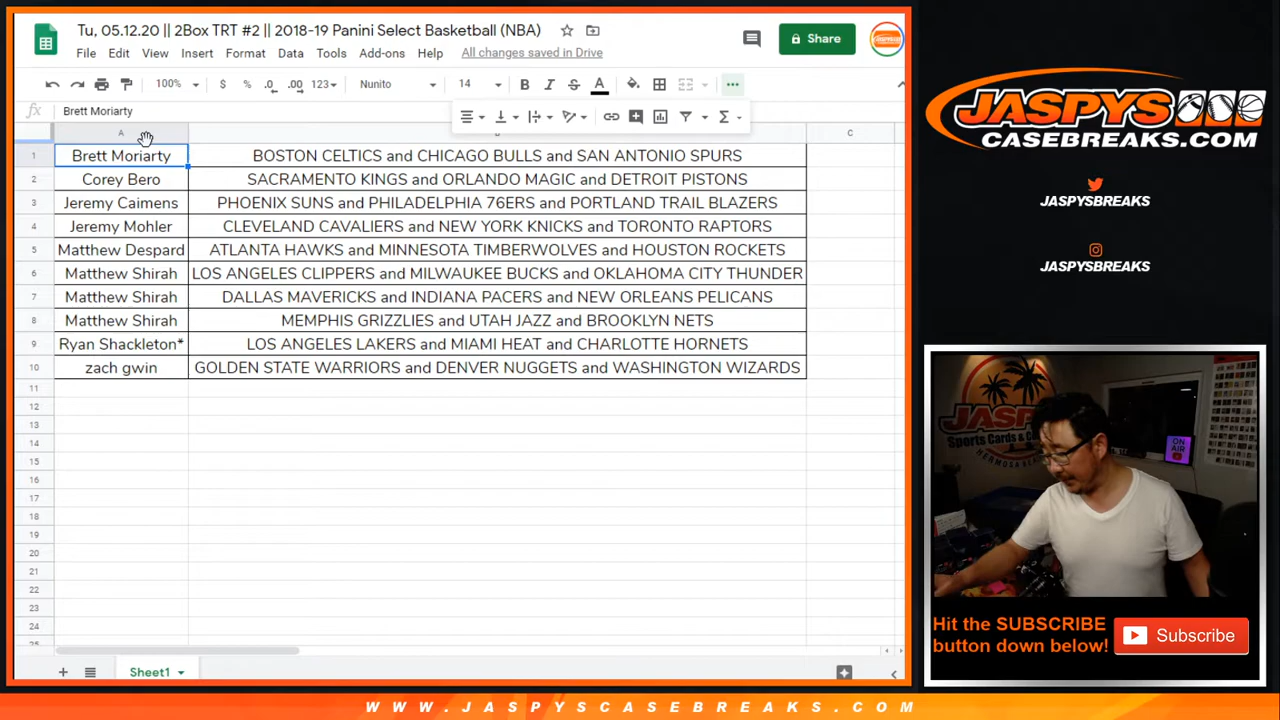 Tu, 05.12.20 || 2Box TRT #2 || 2018-19 Panini Select Basketball (NBA)
File Edit View Insert Format Data Tools Add-ons Help All changes saved in Drive
Share
100% $ % .0 .00 123 Nunito 14 B I S A
fx Brett Moriarty
A C
1 Brett Moriarty BOSTON CELTICS and CHICAGO BULLS and SAN ANTONIO SPURS
2 Corey Bero SACRAMENTO KINGS and ORLANDO MAGIC and DETROIT PISTONS
3 Jeremy Caimens PHOENIX SUNS and PHILADELPHIA 76ERS and PORTLAND TRAIL BLAZERS
4 Jeremy Mohler CLEVELAND CAVALIERS and NEW YORK KNICKS and TORONTO RAPTORS
5 Matthew Despard ATLANTA HAWKS and MINNESOTA TIMBERWOLVES and HOUSTON ROCKETS
6 Matthew Shirah LOS ANGELES CLIPPERS and MILWAUKEE BUCKS and OKLAHOMA CITY THUNDER
7 Matthew Shirah DALLAS MAVERICKS and INDIANA PACERS and NEW ORLEANS PELICANS
8 Matthew Shirah MEMPHIS GRIZZLIES and UTAH JAZZ and BROOKLYN NETS
9 Ryan Shackleton* LOS ANGELES LAKERS and MIAMI HEAT and CHARLOTTE HORNETS
10 zach gwin GOLDEN STATE WARRIORS and DENVER NUGGETS and WASHINGTON WIZARDS
11
12
13
14
15
16
17
18
19
20
21
22
23
24
25
Sheet1
JASPYS
CASEBREAKS.COM
JASPYSBREAKS
JASPYSBREAKS
JASPYS
Sports Cards &
HERMOSA BEACH
ON AIR
Hit the SUBSCRIBE
button down below!
Subscribe
WWW.JASPYSCASEBREAKS.COM